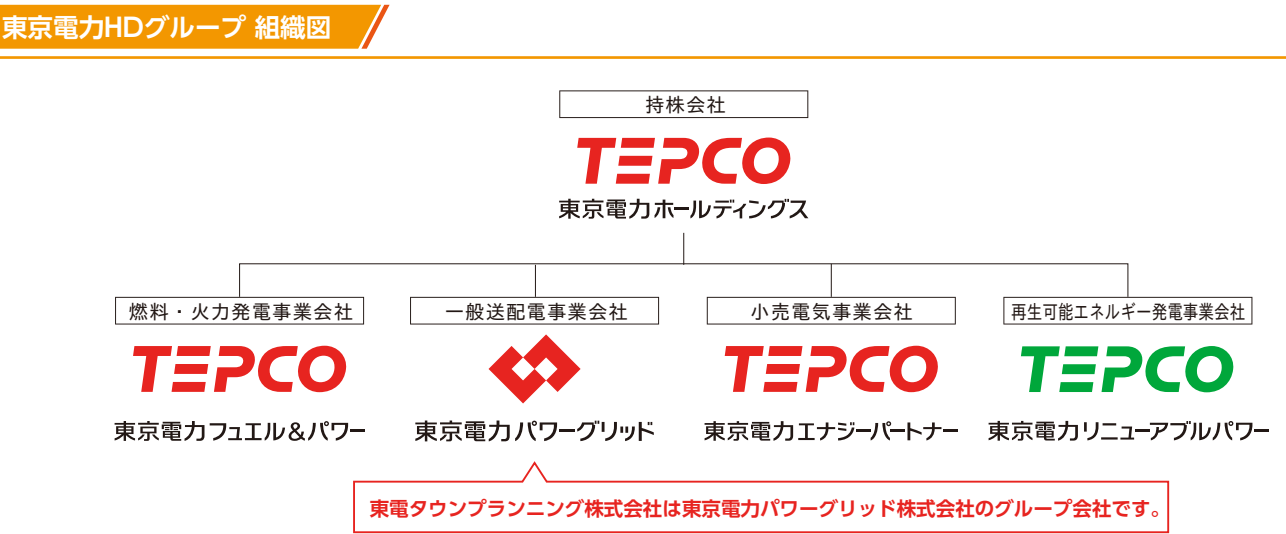 東京電力HDグループ 組織図
持株会社
TEPCO
東京電力ホールディングス
燃料・火力発電事業会社
一般送配電事業会社
小売電気事業会社
再生可能エネルギー発電事業会社
TEPCO
TEPCO
TEPCO
東京電力フュエル&パワー
東京電力パワーグリッド
東京電力エナジーパートナー
東京電力リニューアブルパワー
東電タウンプランニング株式会社は東京電力パワーグリッド株式会社のグループ会社です。